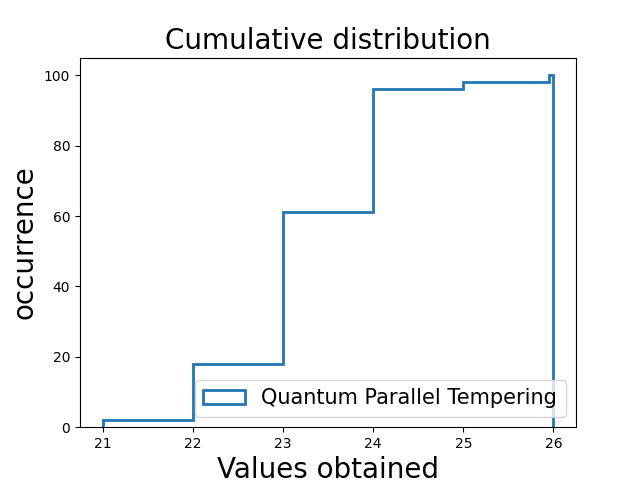 Cumulative distribution
occurrence
100
80
60
40
20
0
Quantum Parallel Tempering
21 22 23 24 25 26
Values obtained